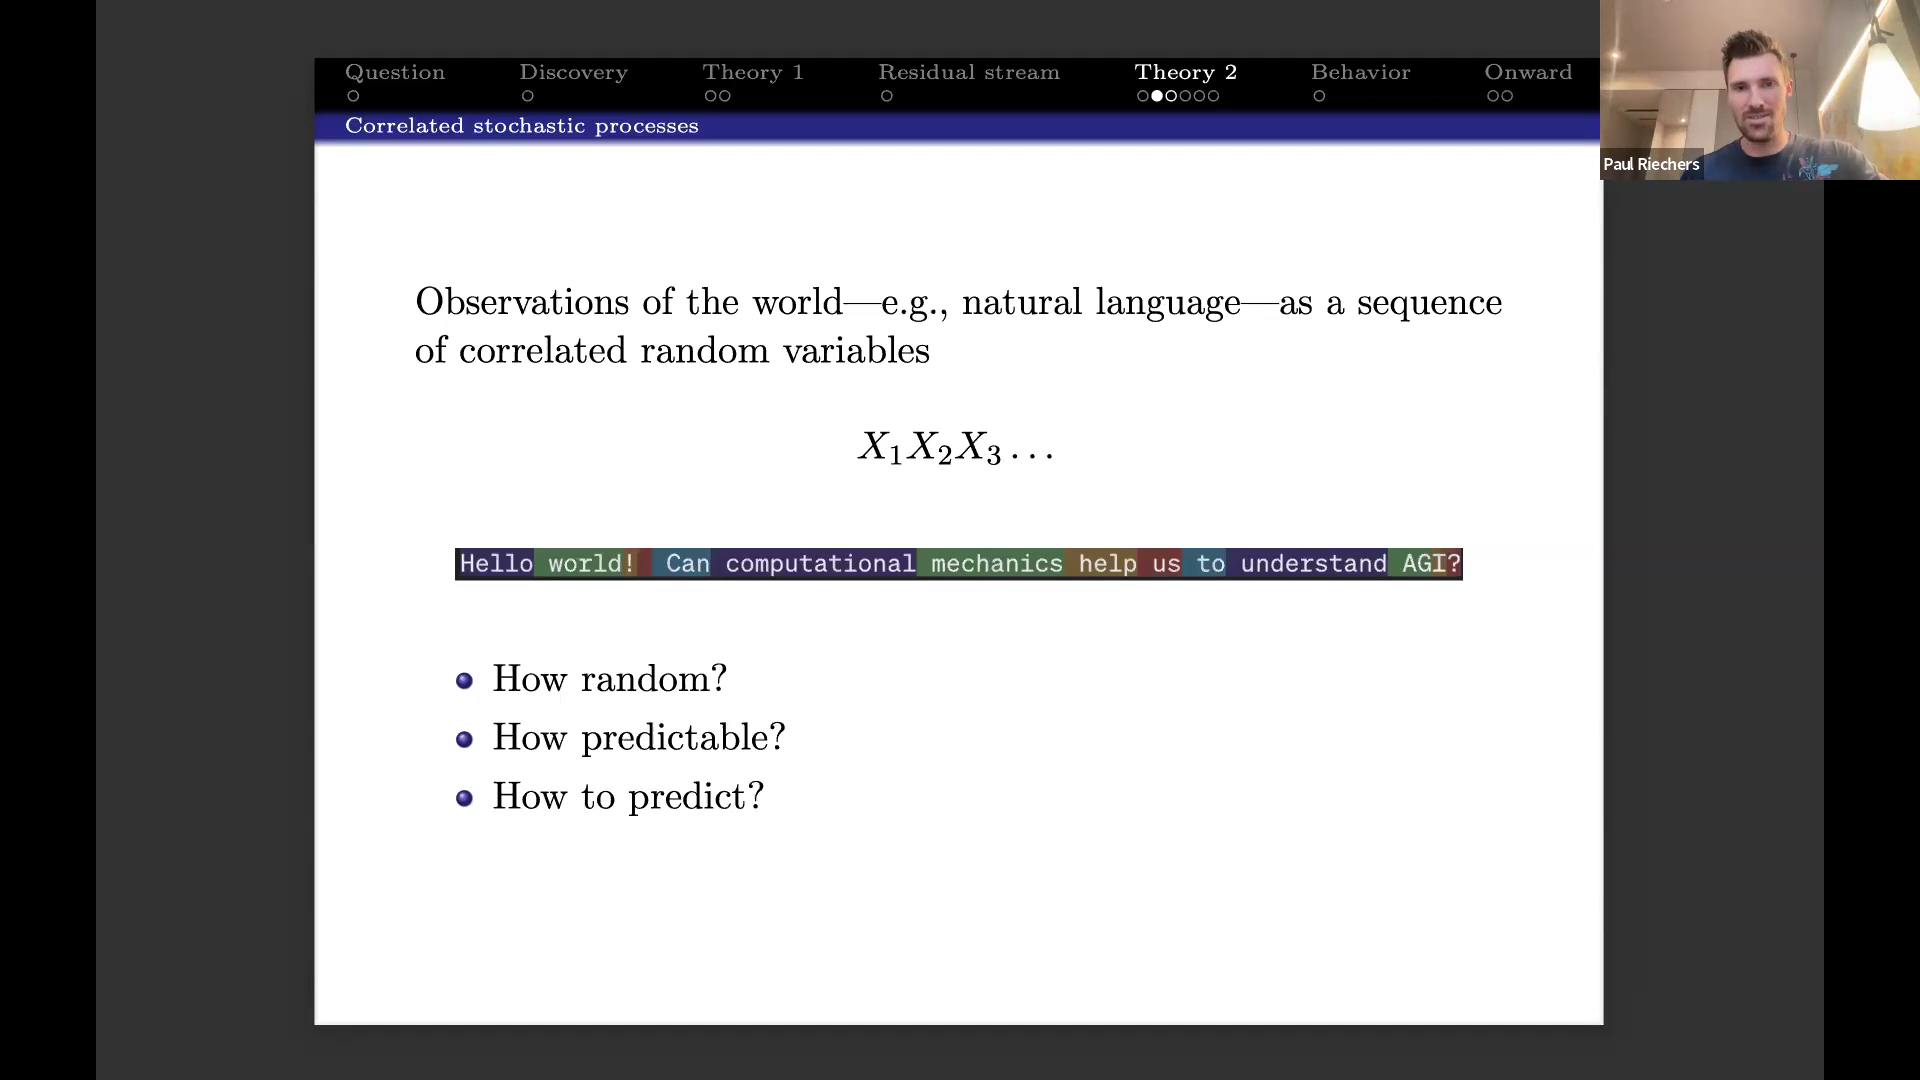 Question Discovery Theory 1 Residual stream Theory 2 Behavior Onward
Correlated stochastic processes
Paul Riechers
Observations of the world—e.g., natural language—as a sequence
of correlated random variables
X₁X₂X₃ . . .
Hello world! Can computational mechanics help us to understand AGI?
How random?
How predictable?
How to predict?